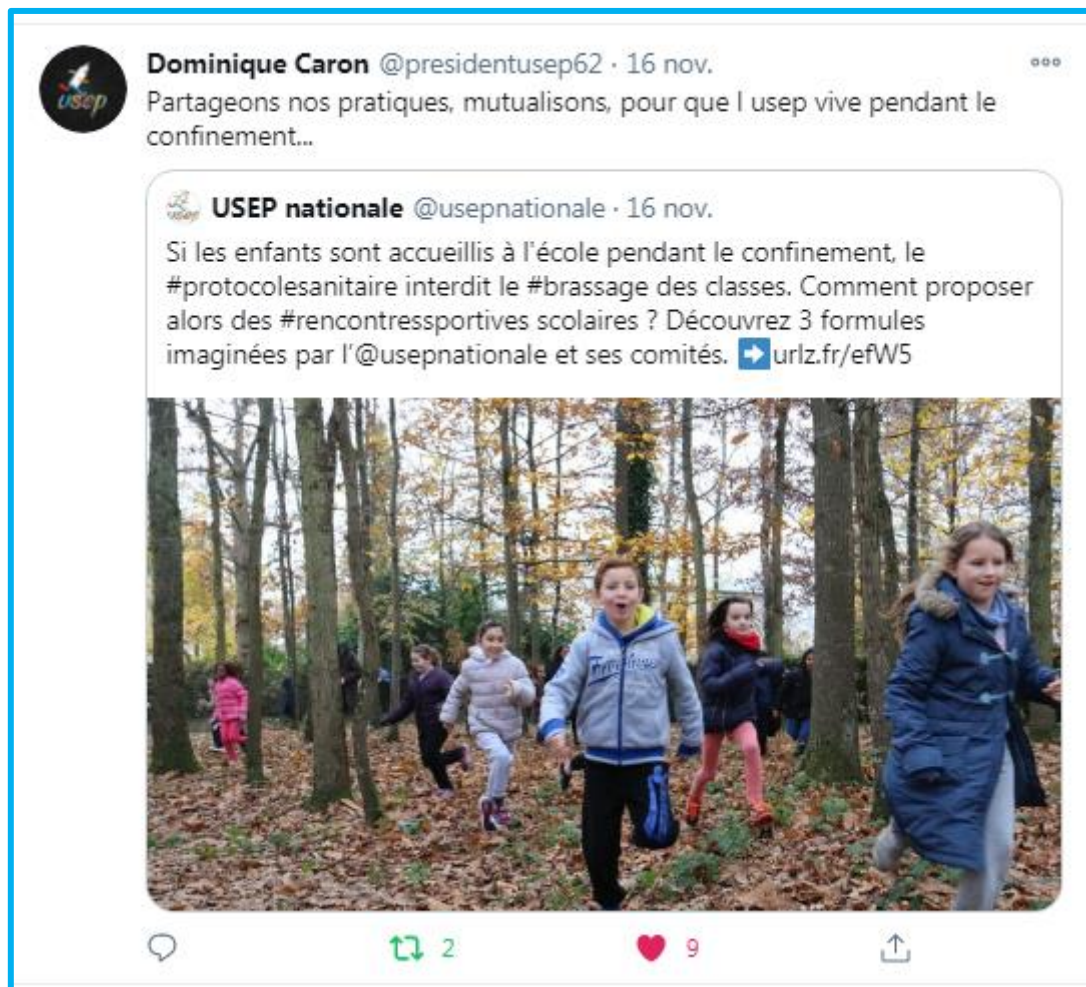 Dominique Caron @presidentusep62 · 16 nov.
Partageons nos pratiques, mutualisons, pour que l usep vive pendant le
confinement...
usep
USEP nationale @usepnationale · 16 nov.
usep
Si les enfants sont accueillis à l'école pendant le confinement, le
#protocolesanitaire interdit le #brassage des classes. Comment proposer
alors des #rencontressportives scolaires ? Découvrez 3 formules
imaginées par l'@usepnationale et ses comités. ➡urlz.fr/efW5
2
9